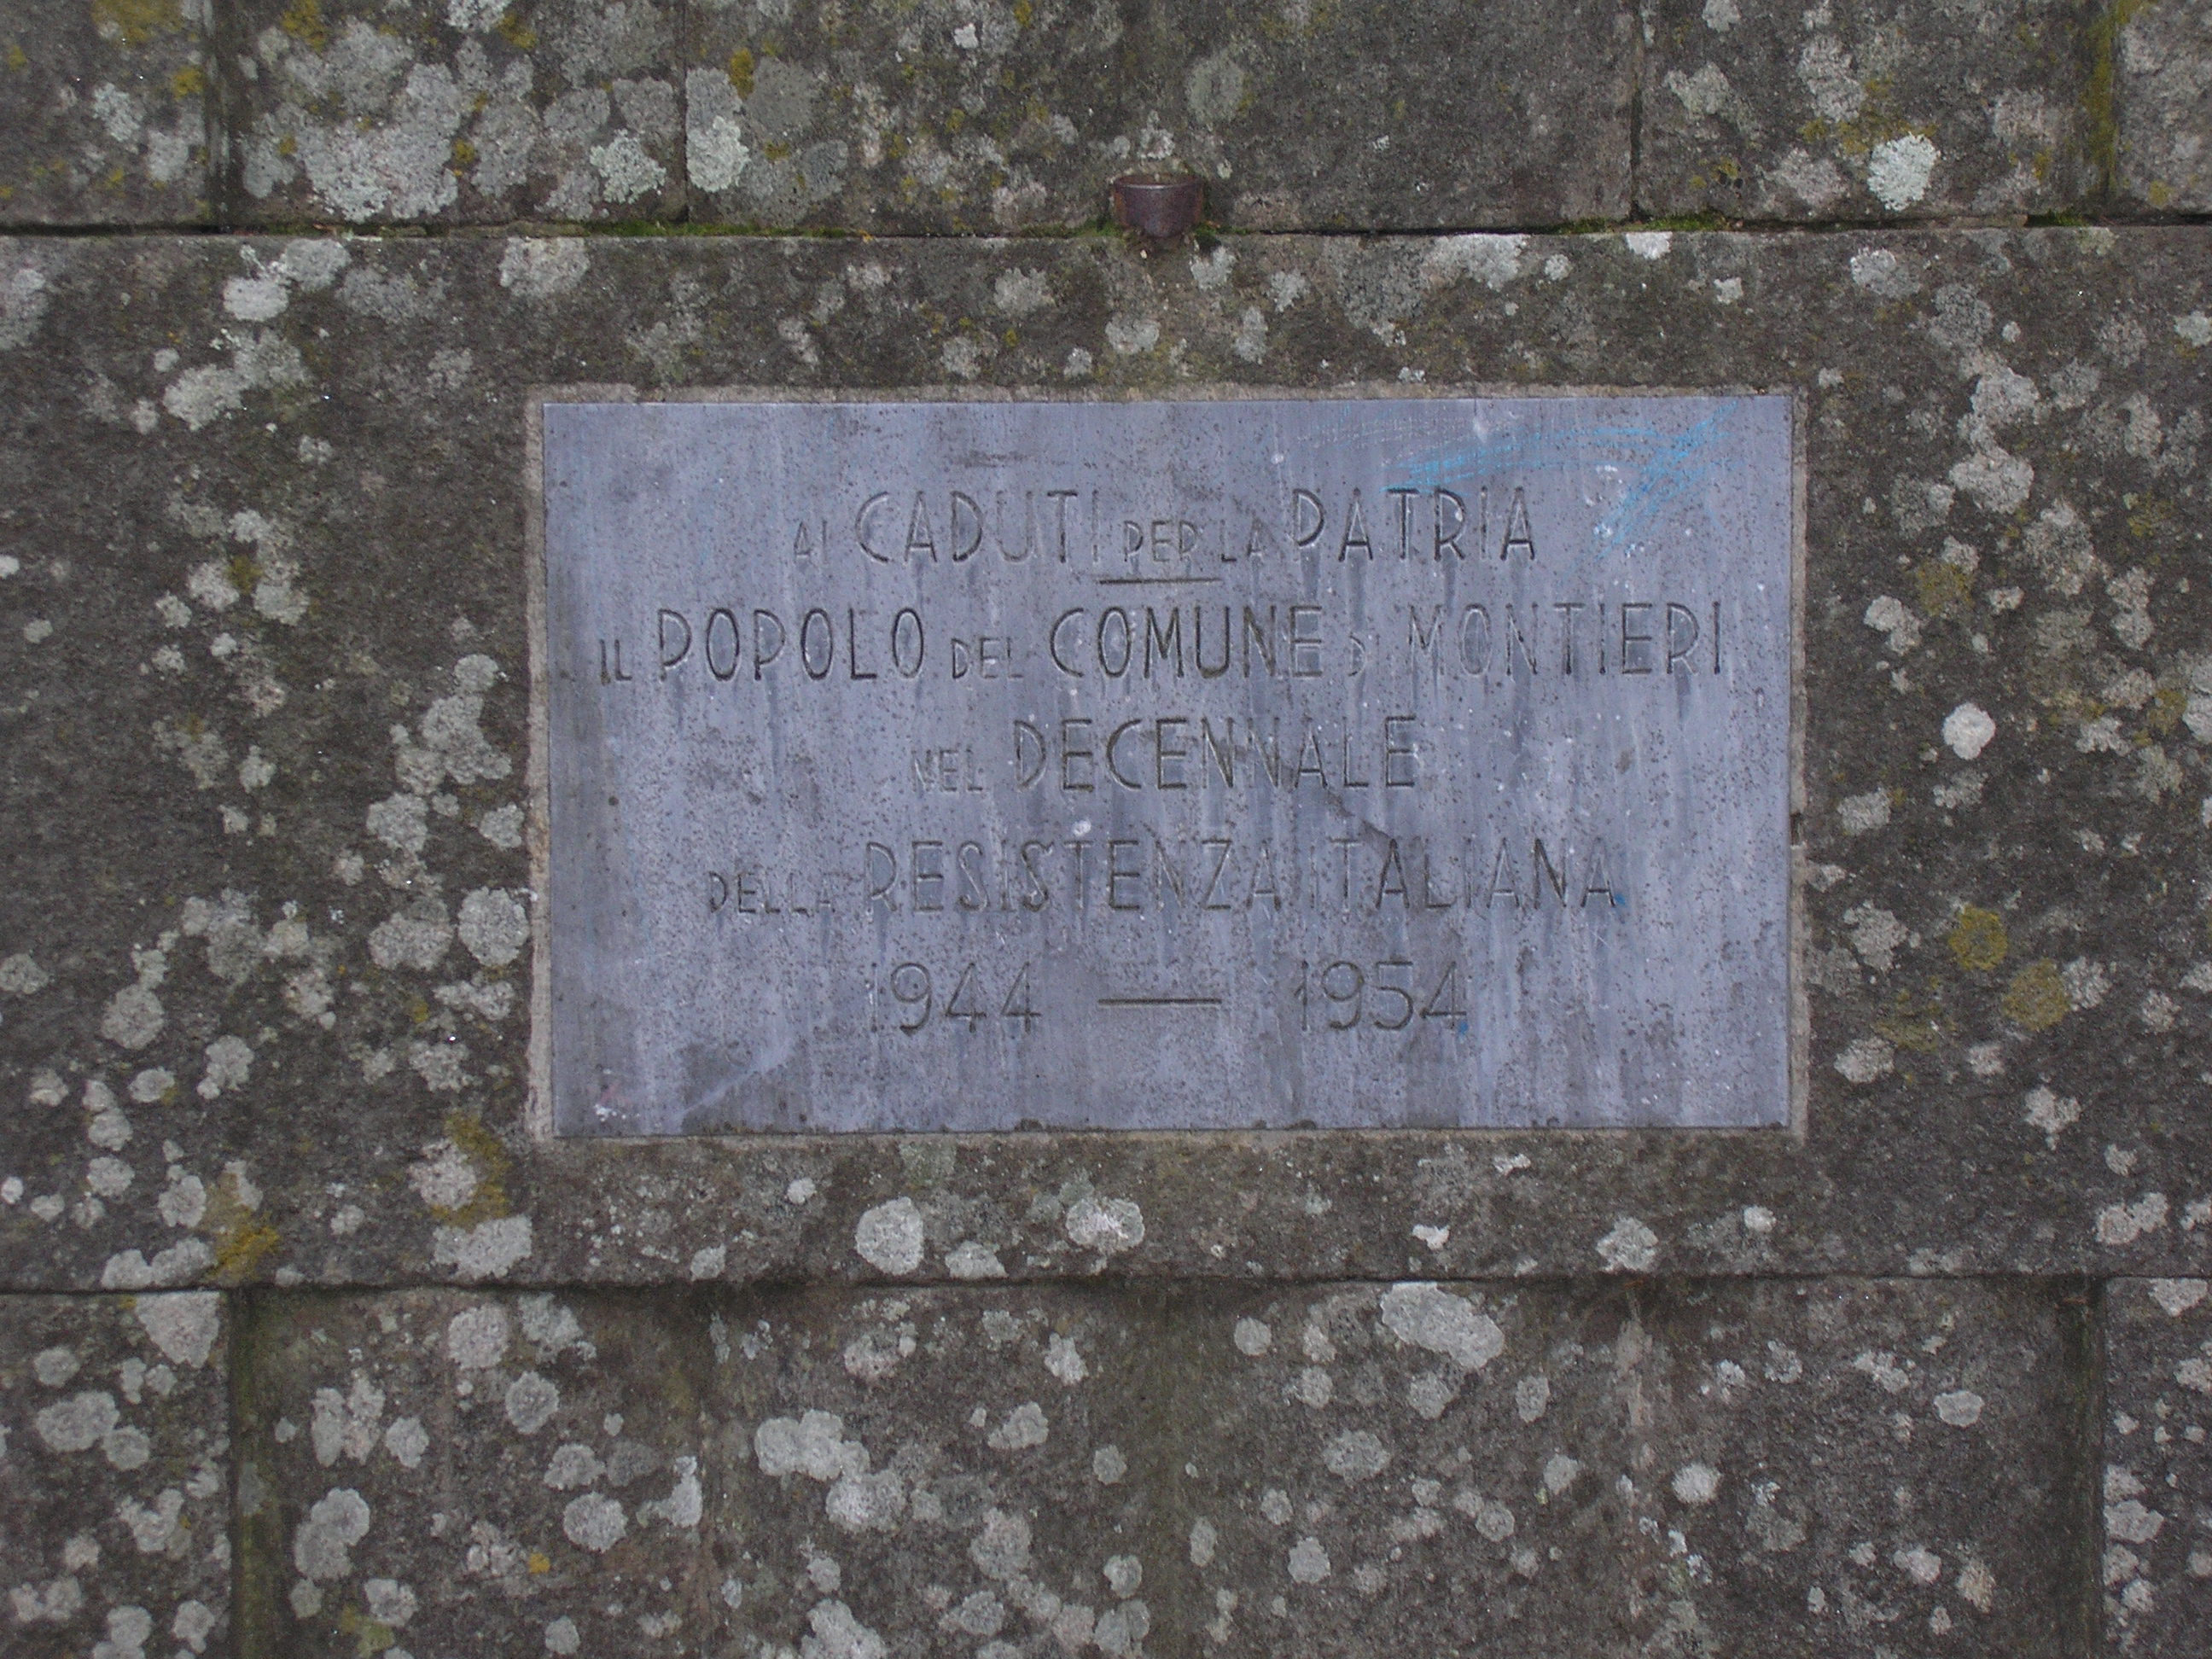 AI CADUTI PER LA PATRIA
IL POPOLO DEL COMUNE DI MONTIERI
NEL DECENNALE
DELLA RESISTENZA ITALIANA
1944 — 1954